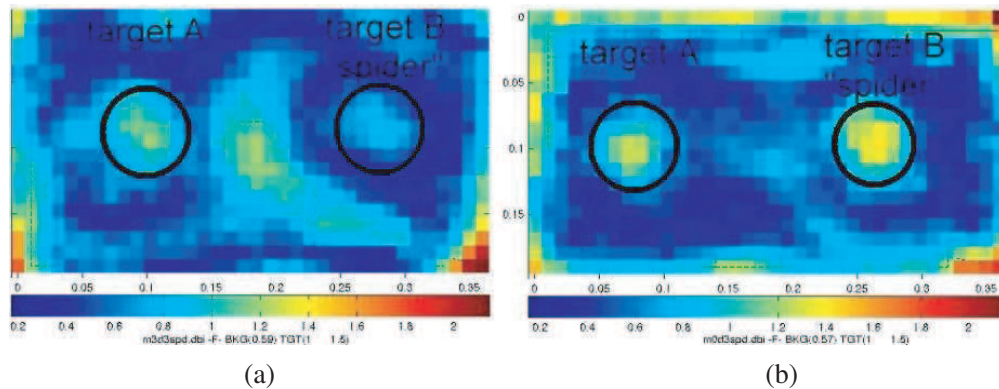 target A target B
"spider"
0.1 0.15 0.2 0.25 0.3
0 0.05
0.2 0.4 0.6 0.8 1 1.2 1.4 1.6 1.8 2
m3d3spd.dbi -F- BKG(0.59) TGT(1 1.5)
(a)
0
0.05
0.1
0.15
target A target B
"spider
0 0.05 0.1 0.15 0.2 0.25 0.3 0.35
0.2 0.4 0.6 0.8 1 1.2 1.4 1.6 1.8 2
m0d3spd.dbi -F- BKG(0.57) TGT(1 1.5)
(b)